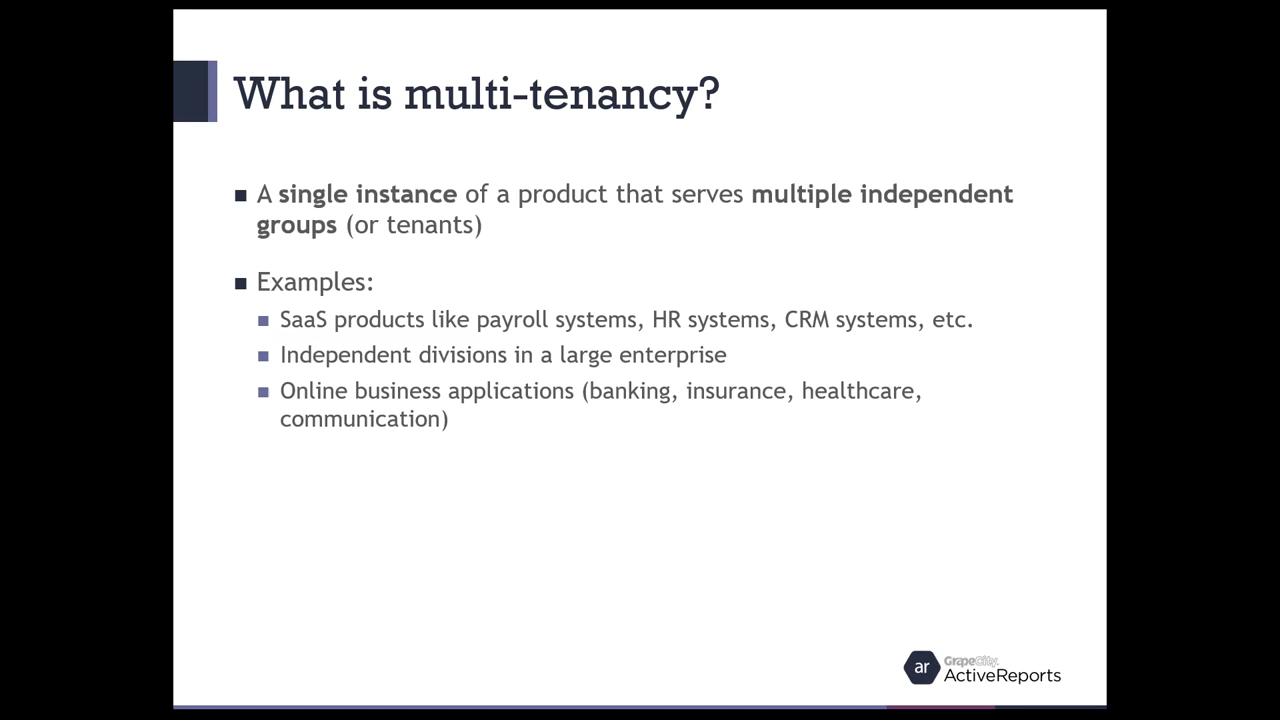 What is multi-tenancy?
A single instance of a product that serves multiple independent
groups (or tenants)
Examples:
SaaS products like payroll systems, HR systems, CRM systems, etc.
Independent divisions in a large enterprise
Online business applications (banking, insurance, healthcare,
communication)
ar
GrapeCity
ActiveReports